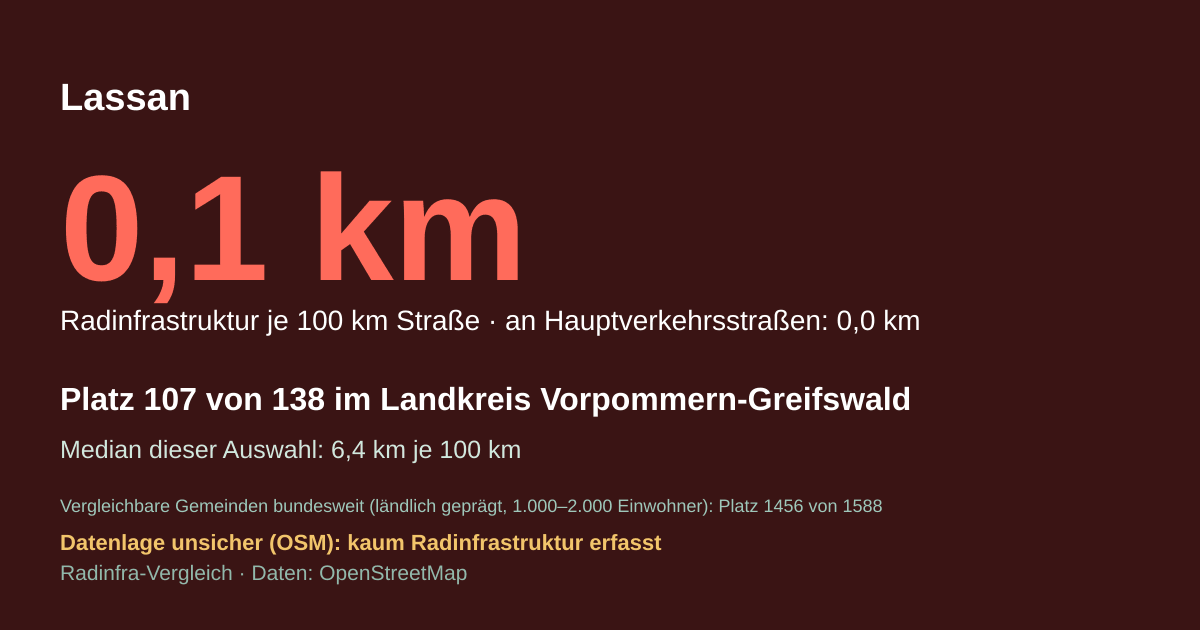 Lassan
0,1 km
Radinfrastruktur je 100 km Straße · an Hauptverkehrsstraßen: 0,0 km
Platz 107 von 138 im Landkreis Vorpommern-Greifswald
Median dieser Auswahl: 6,4 km je 100 km
Vergleichbare Gemeinden bundesweit (ländlich geprägt, 1.000–2.000 Einwohner): Platz 1456 von 1588
Datenlage unsicher (OSM): kaum Radinfrastruktur erfasst
Radinfra-Vergleich · Daten: OpenStreetMap